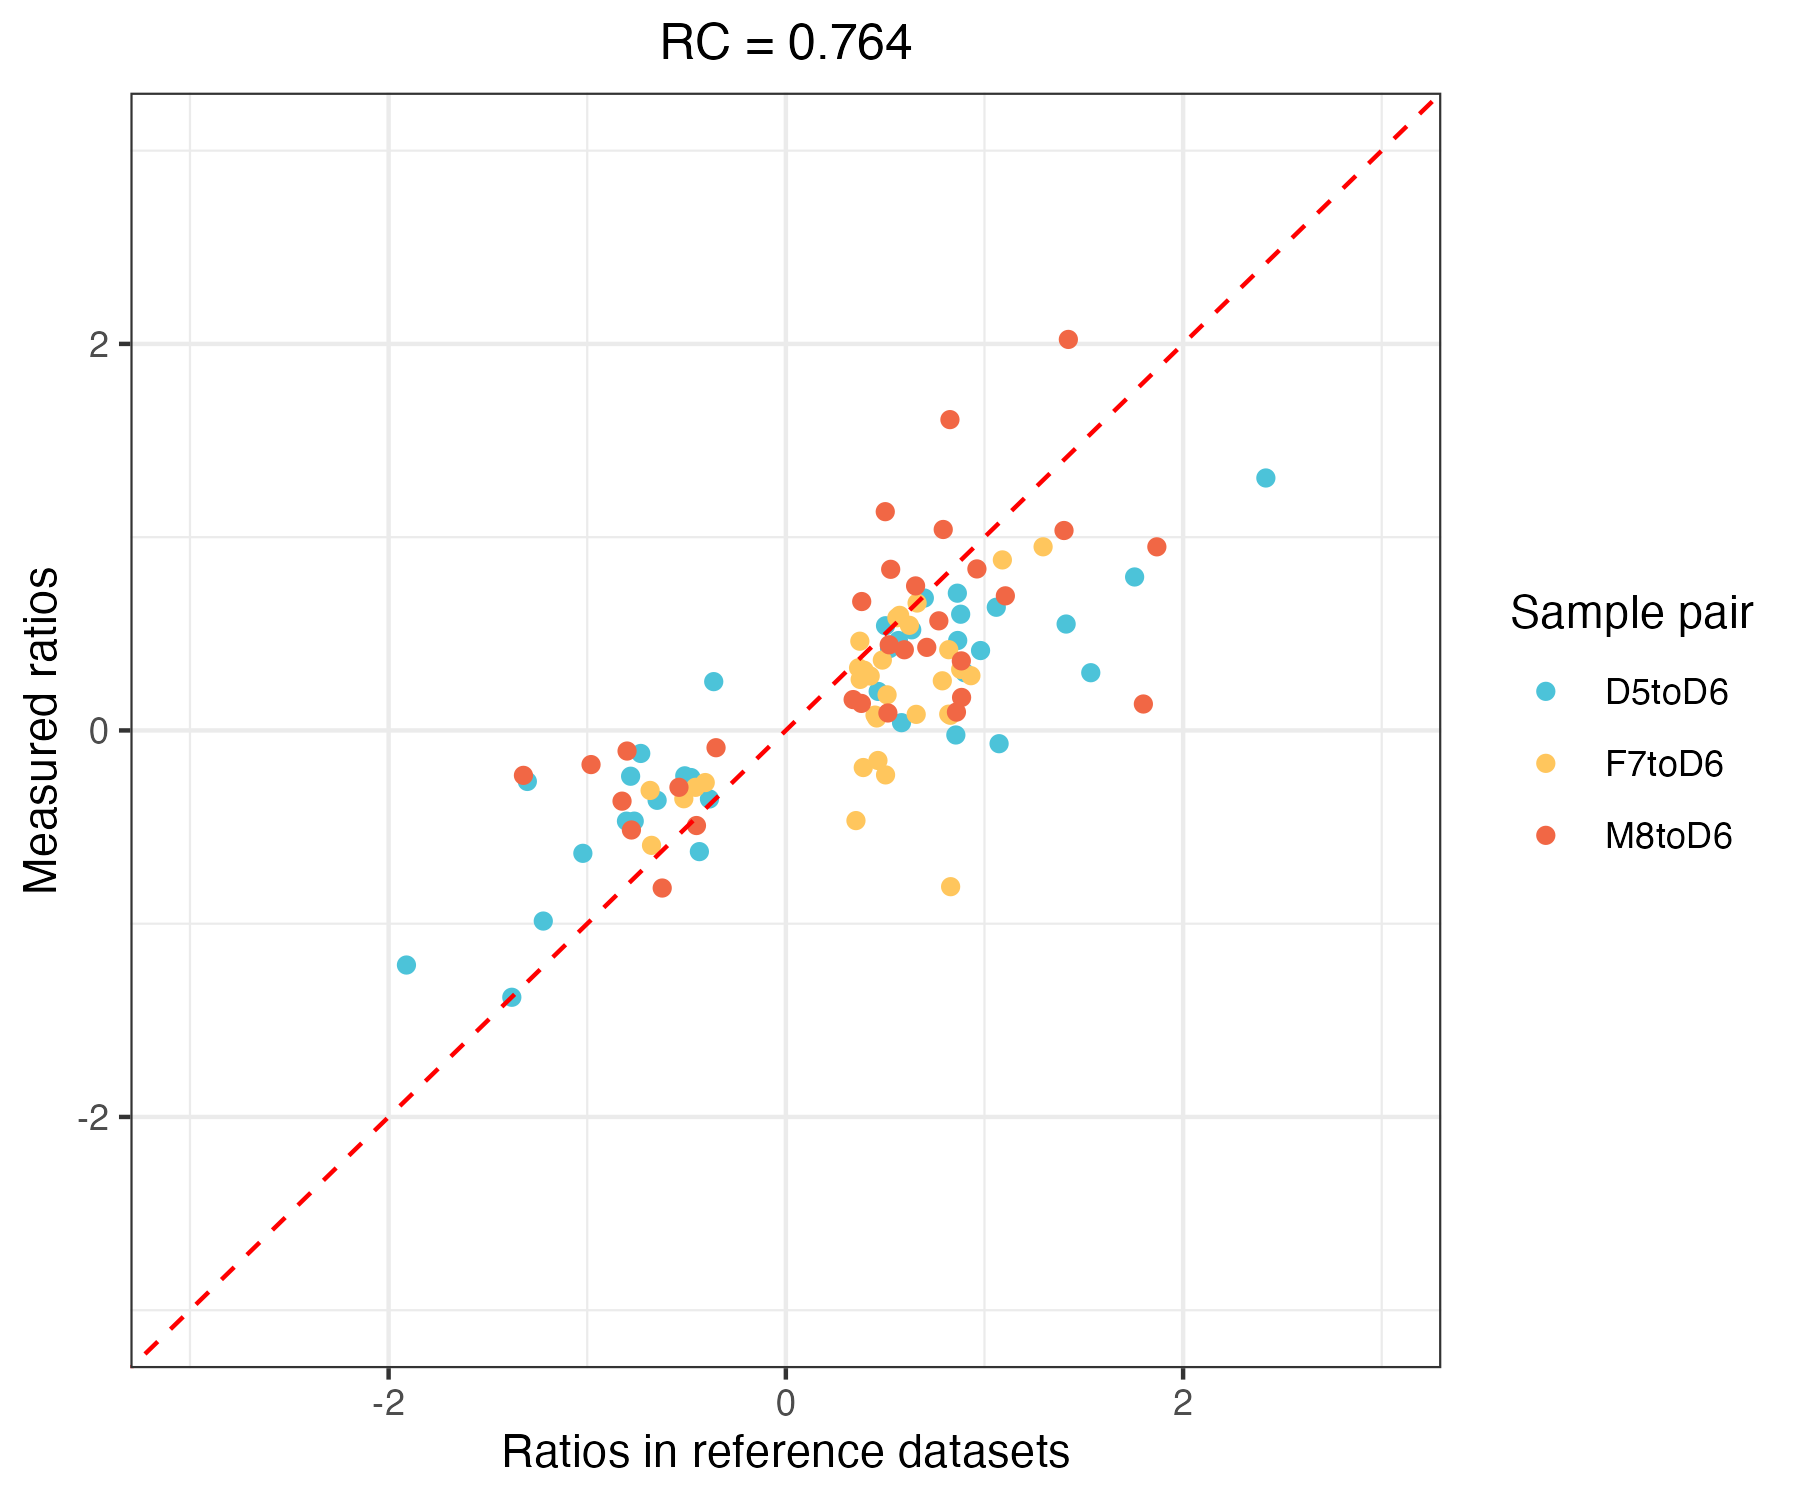 RC = 0.764
Measured ratios
2
0
-2
-2
0
2
Ratios in reference datasets
Sample pair
D5toD6
F7toD6
M8toD6